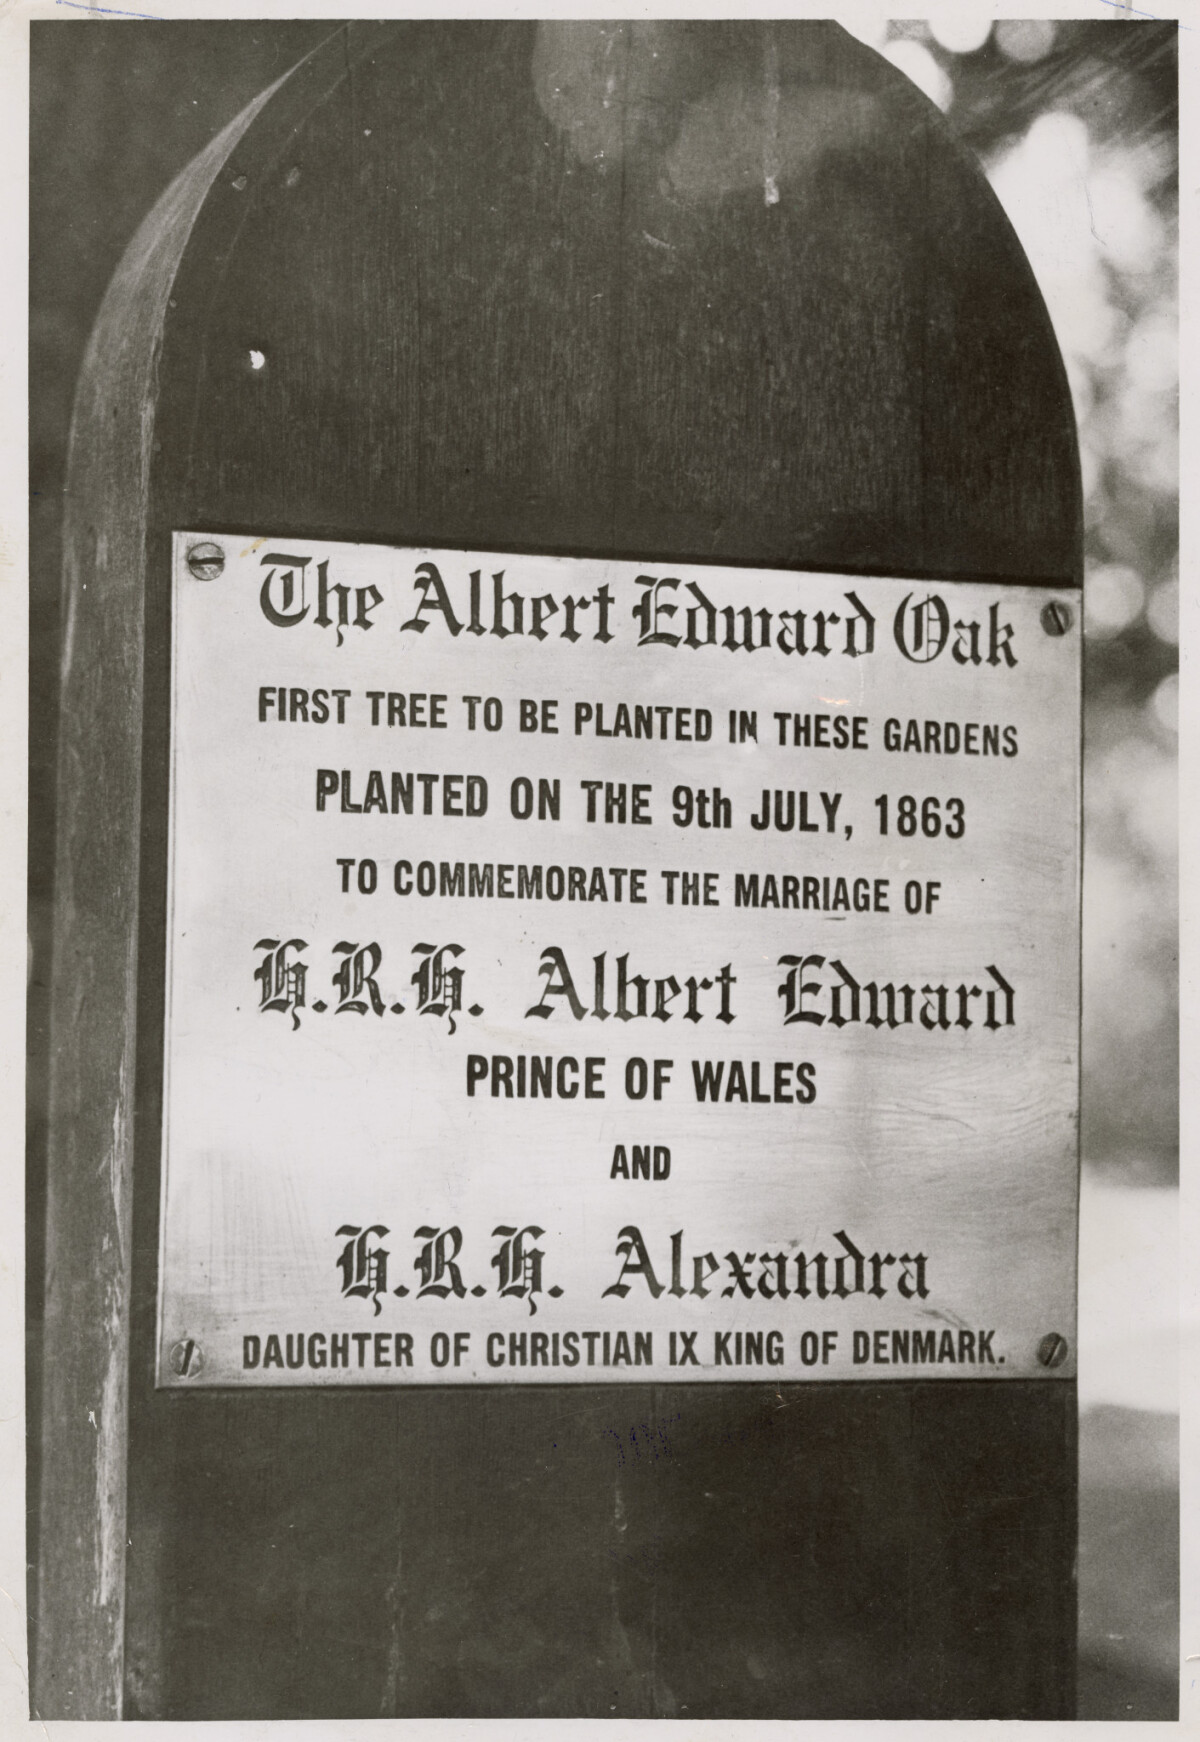 The Albert Edward Oak
FIRST TREE TO BE PLANTED IN THESE GARDENS
PLANTED ON THE 9th JULY, 1863
TO COMMEMORATE THE MARRIAGE OF
H.R.H. Albert Edward
PRINCE OF WALES
AND
H.R.H. Alexandra
DAUGHTER OF CHRISTIAN IX KING OF DENMARK.